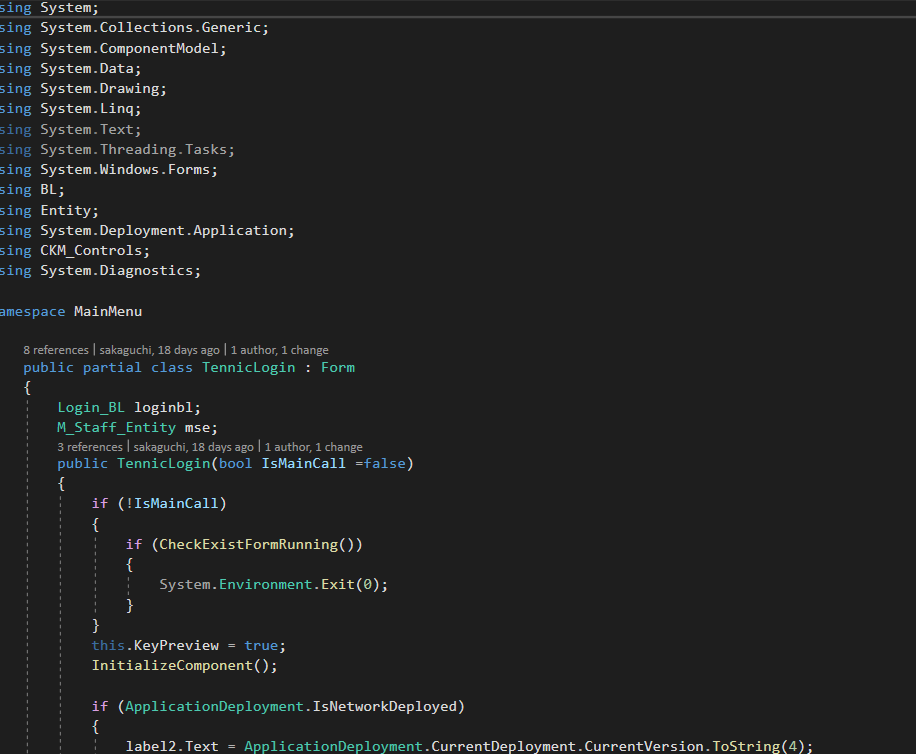 sing System;
sing System.Collections.Generic;
sing System.ComponentModel;
sing System.Data;
sing System.Drawing;
sing System.Linq;
sing System.Text;
sing System.Threading.Tasks;
sing System.Windows.Forms;
sing BL;
sing Entity;
sing System.Deployment.Application;
sing CKM_Controls;
sing System.Diagnostics;
amespace MainMenu
8 references | sakaguchi, 18 days ago | 1 author, 1 change
public partial class TennicLogin : Form
{
Login_BL loginbl;
M_Staff_Entity mse;
3 references | sakaguchi, 18 days ago | 1 author, 1 change
public TennicLogin(bool IsMainCall =false)
{
if (!IsMainCall)
{
if (CheckExistFormRunning())
{
System.Environment.Exit(0);
}
}
this.KeyPreview = true;
InitializeComponent();
if (ApplicationDeployment.IsNetworkDeployed)
{
label2.Text = ApplicationDeployment.CurrentDeployment.CurrentVersion.ToString(4);